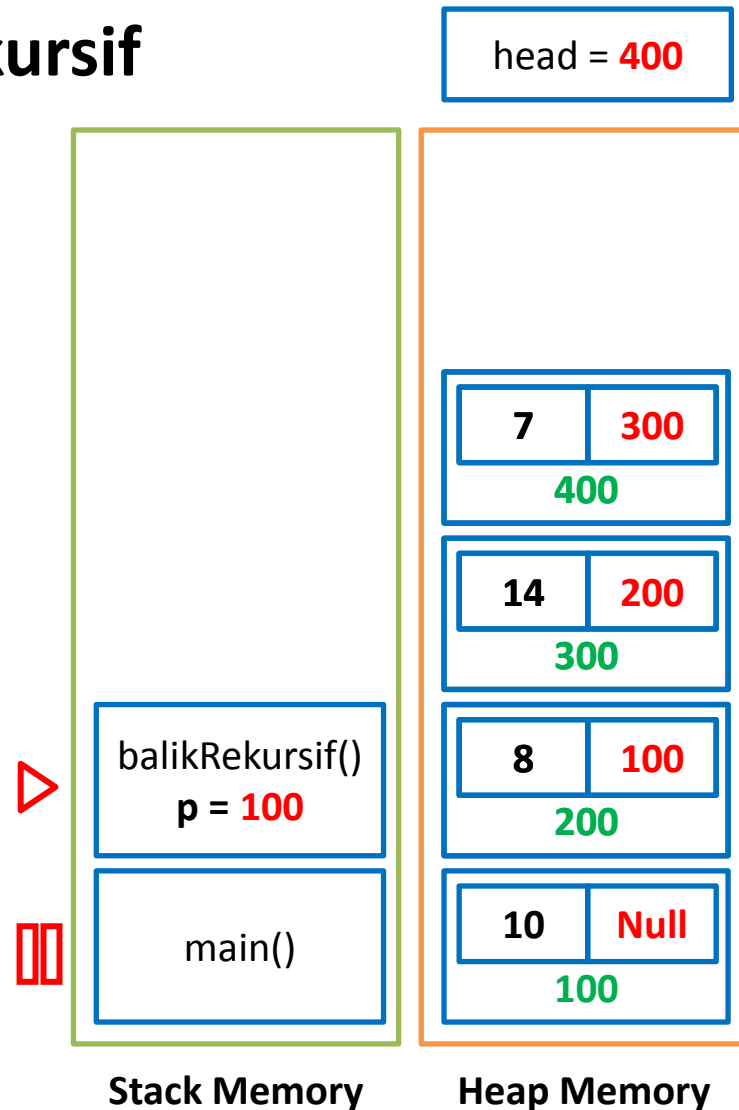 kursif
head = 400
7 300
400
14 200
300
balikRekursif()
p = 100
8 100
200
main()
10 Null
100
Stack Memory
Heap Memory